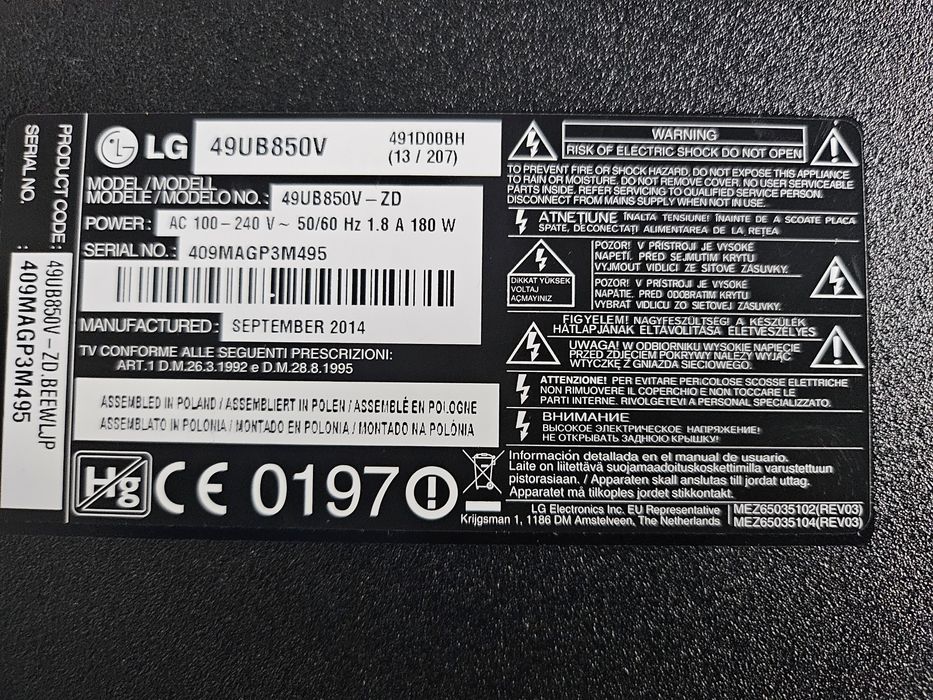 PRODUCT CODE : 49UB850V-ZD.BEEWLJP
SERIAL NO. : 409MAGP3M495
LG 49UB850V 491D00BH
(13 / 207)
MODEL/MODELL
MODELE/MODELO NO.: 49UB850V-ZD
POWER: AC 100-240 V ~ 50/60 Hz 1.8 A 180 W
SERIAL NO.: 409MAGP3M495
MANUFACTURED: SEPTEMBER 2014
TV CONFORME ALLE SEGUENTI PRESCRIZIONI:
ART.1 D.M.26.3.1992 e D.M.28.8.1995
ASSEMBLED IN POLAND / ASSEMBLIERT IN POLEN / ASSEMBLÉ EN POLOGNE
ASSEMBLATO IN POLONIA / MONTADO EN POLONIA / MONTADO NA POLÔNIA
Hg CE 0197
WARNING
RISK OF ELECTRIC SHOCK DO NOT OPEN
TO PREVENT FIRE OR SHOCK HAZARD, DO NOT EXPOSE THIS APPLIANCE
TO RAIN OR MOISTURE. DO NOT REMOVE COVER. NO USER SERVICEABLE
PARTS INSIDE. REFER SERVICING TO QUALIFIED SERVICE PERSON.
DISCONNECT FROM MAINS SUPPLY WHEN NOT IN USE.
ATNEŢIUNE ÎNALTA TENSIUNE! ÎNAINTE DE A SCOATE PLACA
SPATE, DECONECTAŢI ALIMENTAREA DE LA REŢEA
DİKKAT YÜKSEK
VOLTAJ
AÇMAYINIZ
POZOR! V PŘÍSTROJI JE VYSOKÉ
NAPĚTÍ. PŘED SEJMUTIM KRYTU
VYJMOUT VIDLICI ZE SÍTOVÉ ZÁSUVKY.
POZOR! V PRÍSTROJI JE VYSOKÉ
NAPÄTIE. PRED ODOBRATIM KRYTU
VYBRAT VIDLICU ZO SIETOVEJ ZÁSUVKY.
FIGYELEM! NAGYFESZÜLTSÉG! A KÉSZÜLÉK
HÁTLAPJÁNAK ELTÁVOLÍTÁSA ÉLETVESZÉLYES
UWAGA! W ODBIORNIKU WYSOKIE NAPIĘCIE
PRZED ZDJĘCIEM POKRYWY NALEŻY WYJĄĆ
WTYCZKĘ Z GNIAZDA SIECIOWEGO.
ATTENZIONE! PER EVITARE PERICOLOSE SCOSSE ELETTRICHE
NON RIMUOVERE IL COPERCHIO E NON TOCCARE LE
PARTI INTERNE. RIVOLGETEVI A PERSONALE SPECIALIZZATO.
ВНИМАНИЕ
ВЫСОКОЕ ЭЛЕКТРИЧЕСКОЕ НАПРЯЖЕНИЕ!
НЕ ОТКРЫВАТЬ ЗАДНЮЮ КРЫШКУ!
Información detallada en el manual de usuario.
Laite on liitettävä suojamaadoituskoskettimilla varustettuun
pistorasiaan. / Apparaten skall anslutas till jordat uttag.
Apparatet må tilkoples jordet stikkontakt.
LG Electronics Inc. EU Representative
Krijgsman 1, 1186 DM Amstelveen, The Netherlands
MEZ65035102(REV03)
MEZ65035104(REV03)